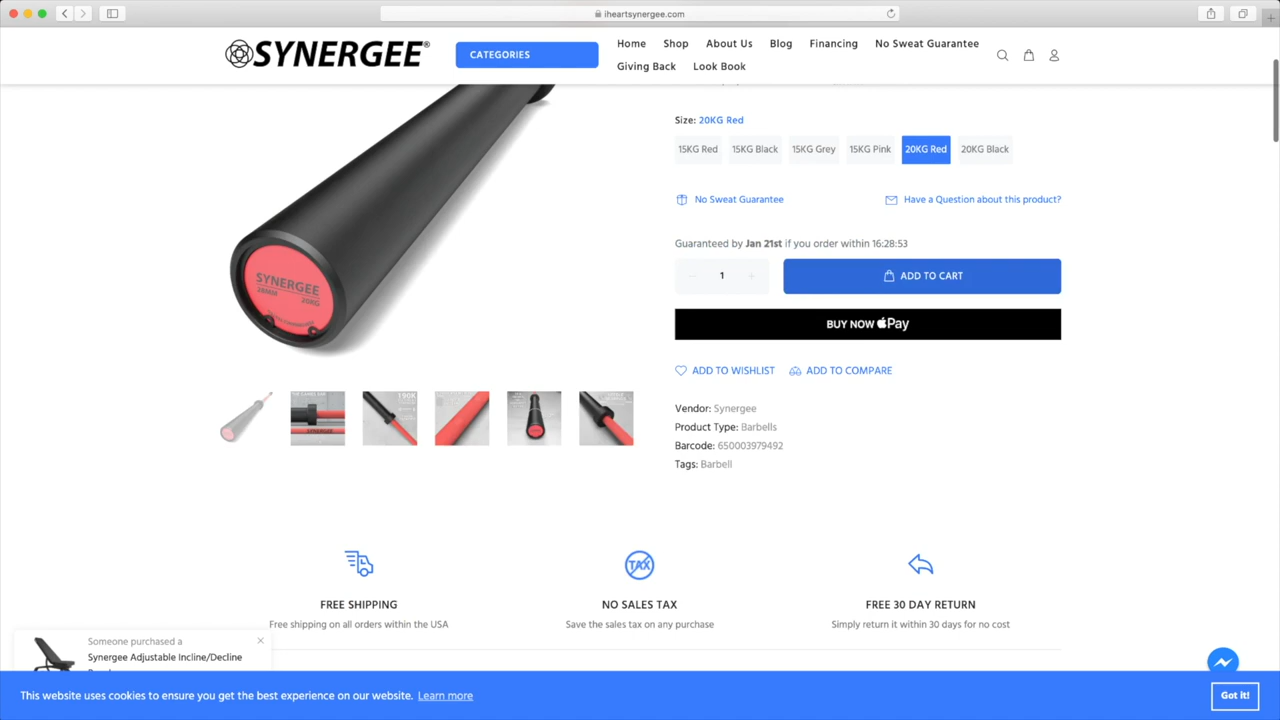 iheartsynergee.com
SYNERGEE®
CATEGORIES
Home Shop About Us Blog Financing No Sweat Guarantee
Giving Back Look Book
Size: 20KG Red
15KG Red 15KG Black 15KG Grey 15KG Pink 20KG Red 20KG Black
No Sweat Guarantee Have a Question about this product?
Guaranteed by Jan 21st if you order within 16:28:53
1 ADD TO CART
BUY NOW Pay
ADD TO WISHLIST ADD TO COMPARE
SYNERGEE
28MM 20KG
190K
SYNERGEE
Vendor: Synergee
Product Type: Barbells
Barcode: 650003979492
Tags: Barbell
TAX
FREE SHIPPING
Free shipping on all orders within the USA
NO SALES TAX
Save the sales tax on any purchase
FREE 30 DAY RETURN
Simply return it within 30 days for no cost
Someone purchased a
Synergee Adjustable Incline/Decline
This website uses cookies to ensure you get the best experience on our website. Learn more
Got it!